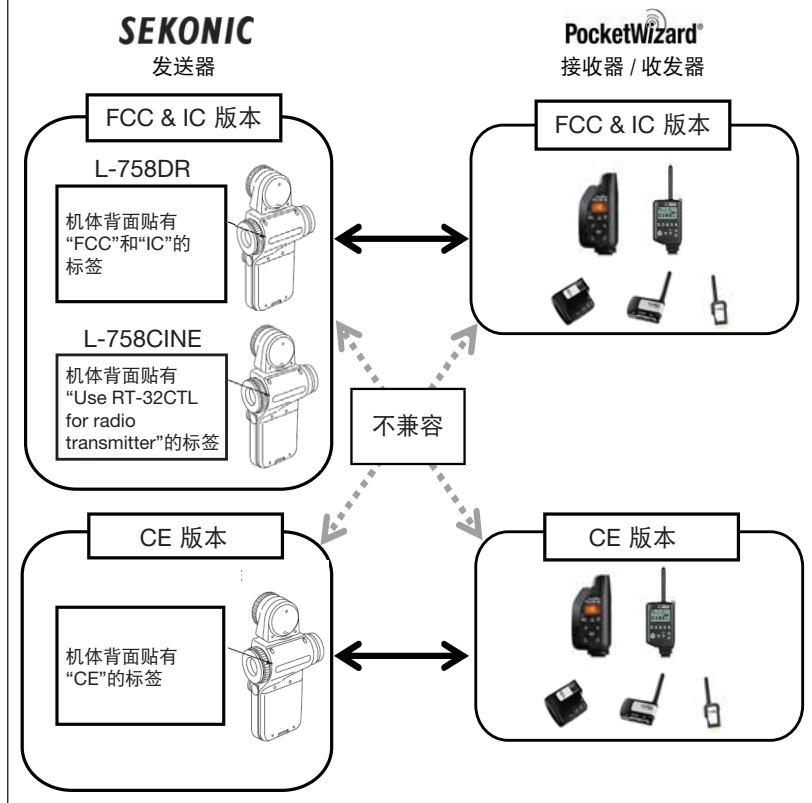 SEKONIC
发送器
PocketWizard®
接收器 / 收发器
FCC & IC 版本
L-758DR
机体背面贴有
“FCC”和“IC”的
标签
L-758CINE
机体背面贴有
“Use RT-32CTL
for radio
transmitter”的标签
FCC & IC 版本
不兼容
CE 版本
机体背面贴有
“CE”的标签
CE 版本